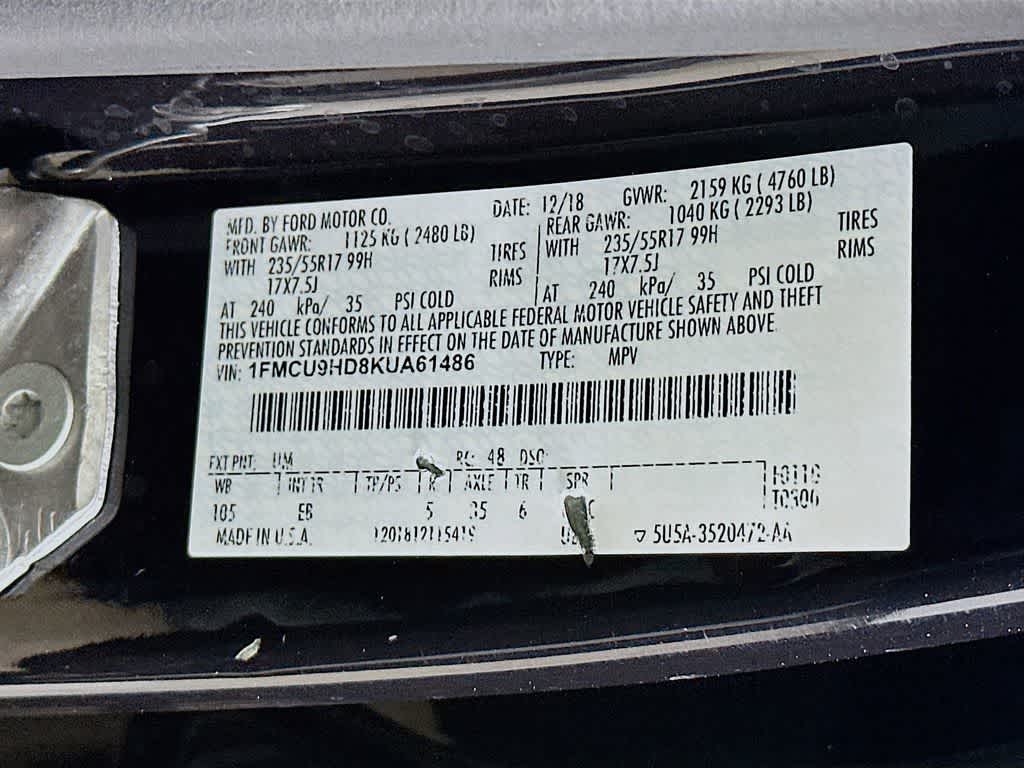 MFD. BY FORD MOTOR CO. DATE: 12/18 GVWR: 2159 KG ( 4760 LB)
FRONT GAWR: 1125 KG ( 2480 LB) REAR GAWR: 1040 KG ( 2293 LB)
WITH 235/55R17 99H TIRES WITH 235/55R17 99H TIRES
17X7.5J RIMS 17X7.5J RIMS
AT 240 kPa/ 35 PSI COLD AT 240 kPa/ 35 PSI COLD
THIS VEHICLE CONFORMS TO ALL APPLICABLE FEDERAL MOTOR VEHICLE SAFETY AND THEFT
PREVENTION STANDARDS IN EFFECT ON THE DATE OF MANUFACTURE SHOWN ABOVE.
VIN: 1FMCU9HD8KUA61486 TYPE: MPV
EXT PNT: UM RC: 48 DSO:
WB INT TR TP/PS R AXLE TR SPR
105 EB 5 35 6
MADE IN U.S.A. 5U5A-3520472-AA